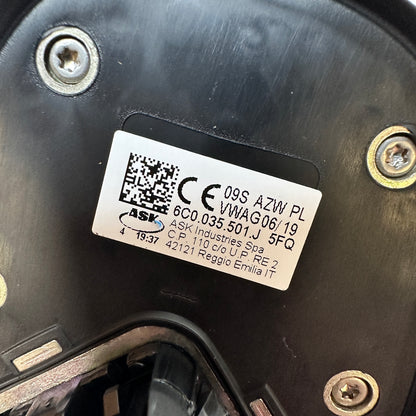 09S AZW PL
CE VWAG06/19
6C0.035.501.J 5FQ
ASK
ASK Industries Spa
4 19:37 C.P. 110 c/o U.P. RE 2
42121 Reggio Emilia IT